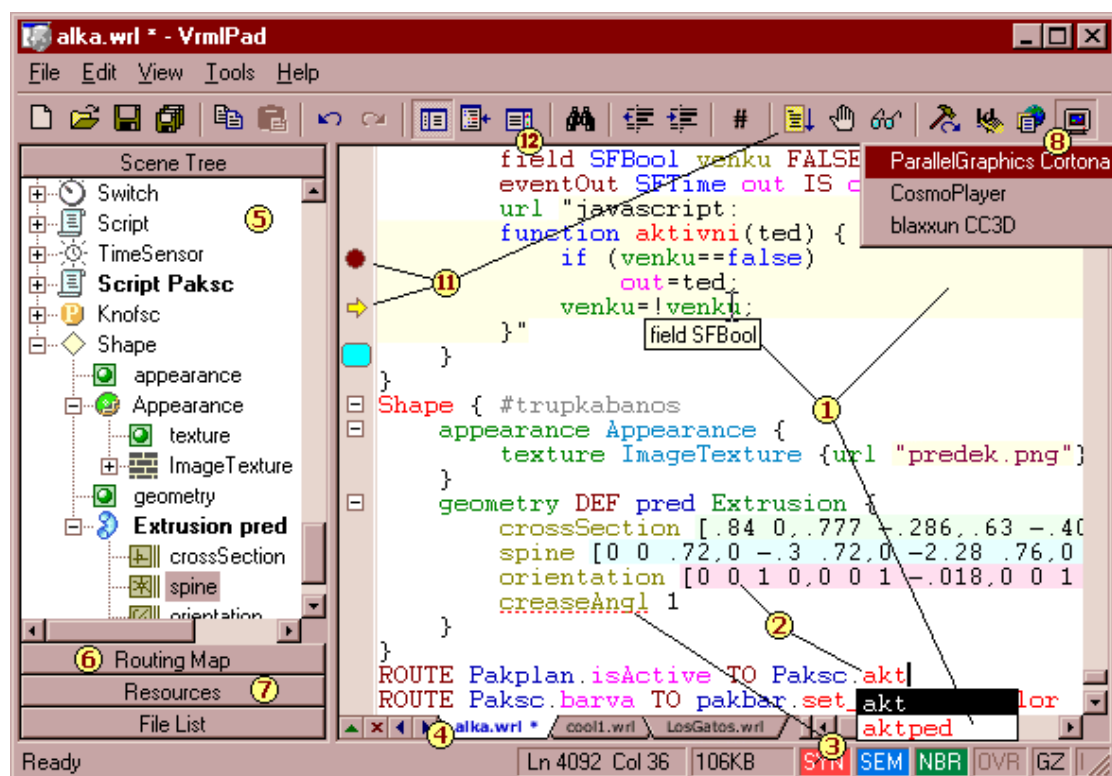 alka.wrl * - VrmlPad
File Edit View Tools Help
#
12
8
Scene Tree
Switch
Script
TimeSensor
Script Paksc
Knofsc
Shape
appearance
Appearance
texture
ImageTexture
geometry
Extrusion pred
crossSection
spine
orientation
5
6 Routing Map
Resources 7
File List
field SFBool venku FALSE
eventOut SFTime out IS
url "javascript:
function aktivni(ted) {
if (venku==false)
out=ted;
venku=!venku;
}"
field SFBool
}
}
Shape { #trupkabanos
appearance Appearance {
texture ImageTexture {url "predek.png"}
}
geometry DEF pred Extrusion {
crossSection [.84 0,.777 -.286,.63 -.40
spine [0 0 .72,0 -.3 .72,0 -2.28 .76,0
orientation [0 0 1 0,0 0 1 -.018,0 0 1
creaseAngl 1
}
}
ROUTE Pakplan.isActive TO Paksc.akt
ROUTE Paksc.barva TO pakbar.set_ lor
akt
aktped
ParallelGraphics Cortona
CosmoPlayer
blaxxun CC3D
11
1
2
3
4
alka.wrl * cool1.wrl LosGatos.wrl
Ready Ln 4092 Col 36 106KB SYN SEM NBR OVR GZ